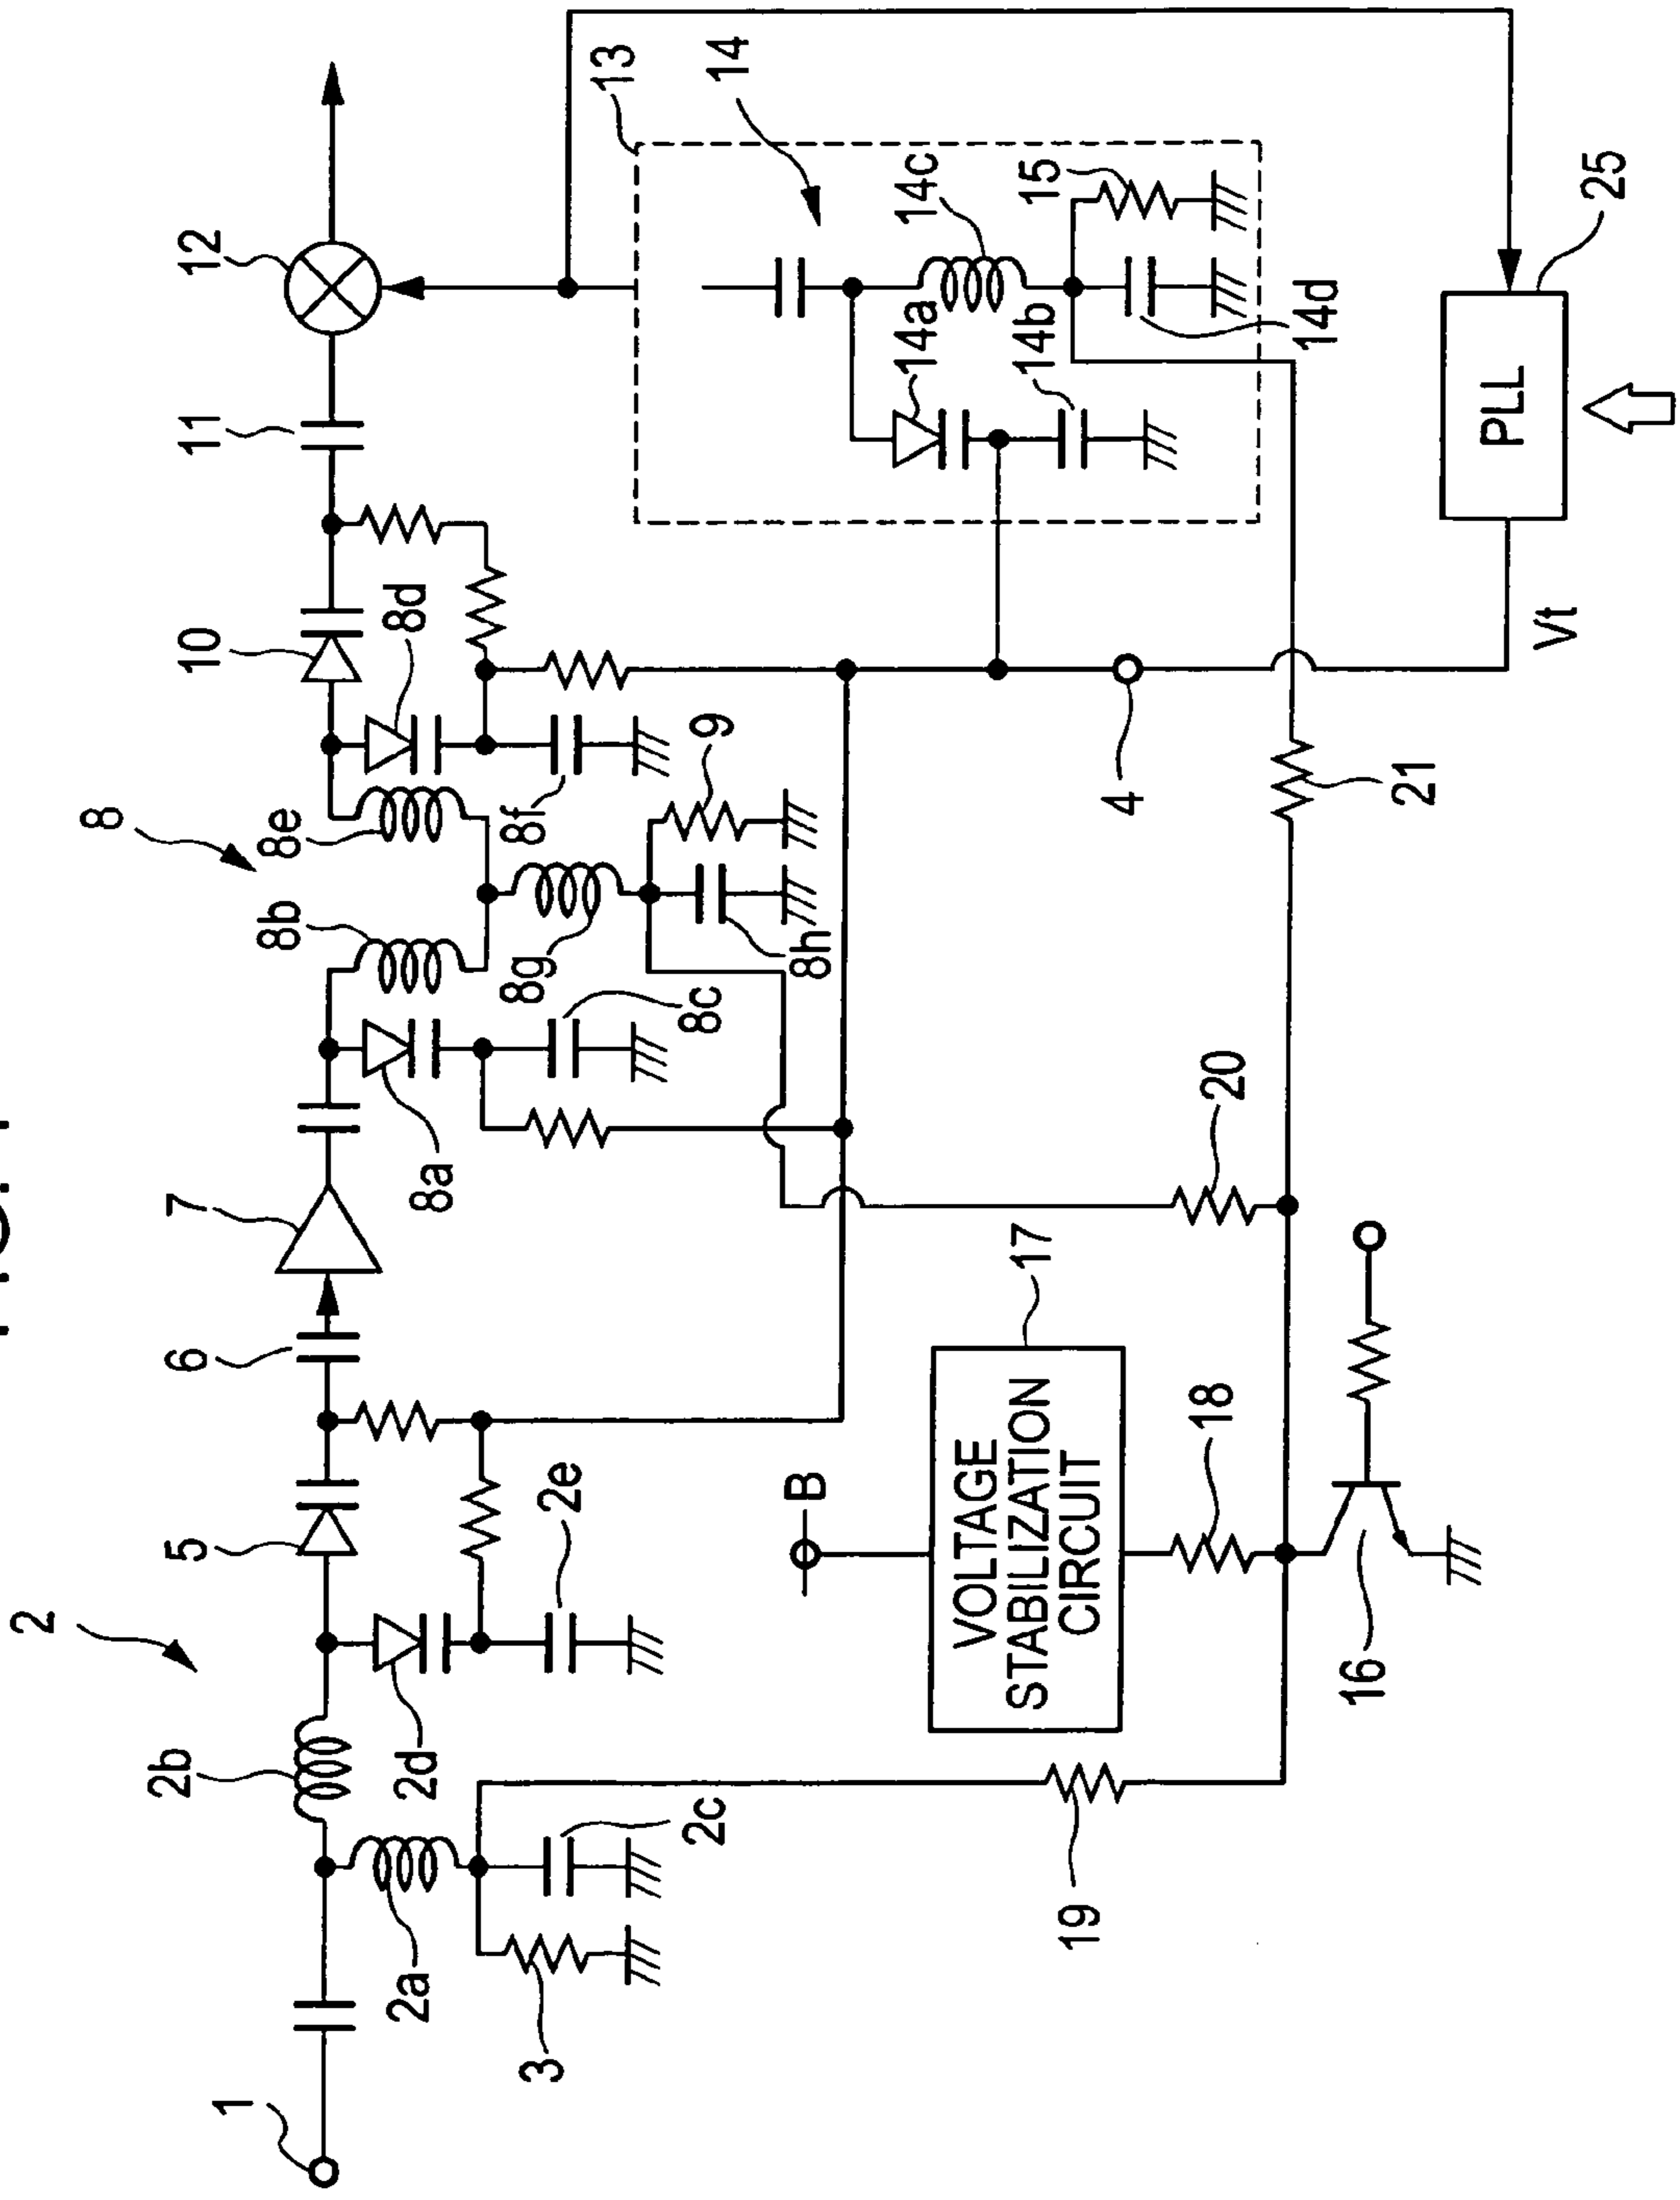 2
8
2b
5
6
7
10
11
12
1
8b
8e
2a
2d
8a
8d
3
2e
8g
8f
13
2c
8c
9
14
B
8h
14a
14c
VOLTAGE
STABILIZATION
CIRCUIT
17
14b
15
19
4
18
20
14d
16
21
PLL
Vt
25